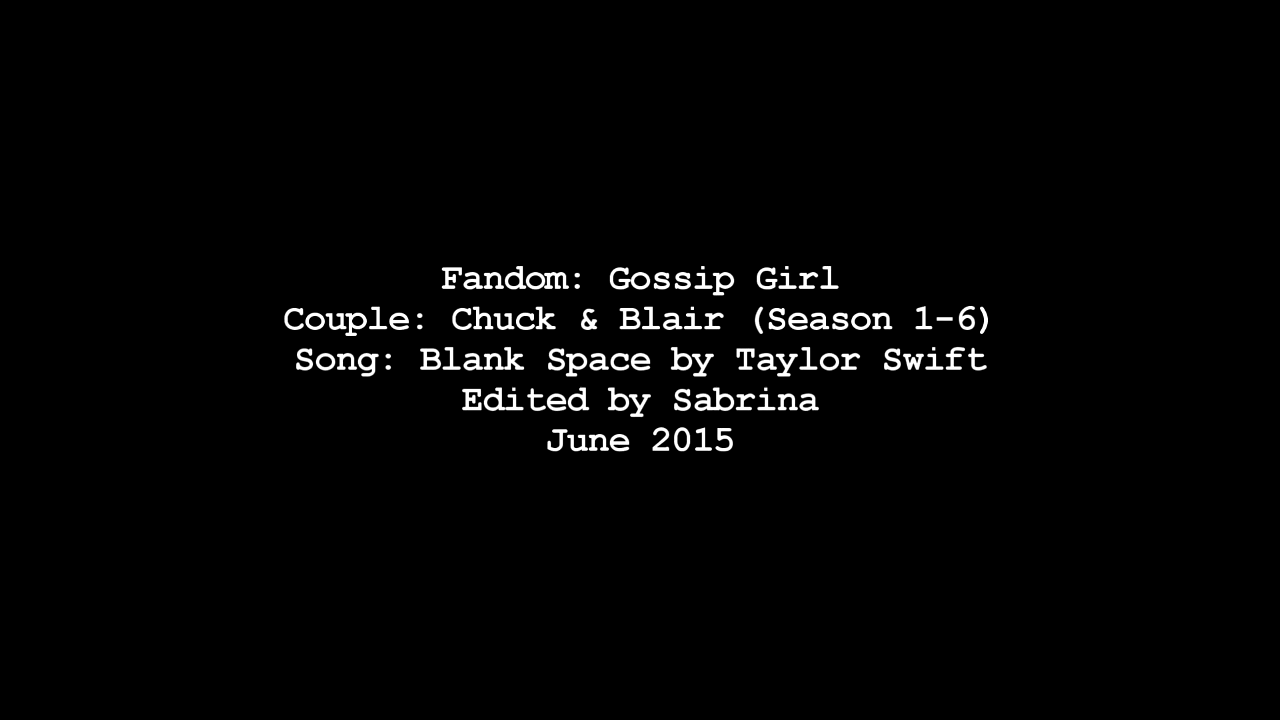 Fandom: Gossip Girl
Couple: Chuck & Blair (Season 1-6)
Song: Blank Space by Taylor Swift
Edited by Sabrina
June 2015